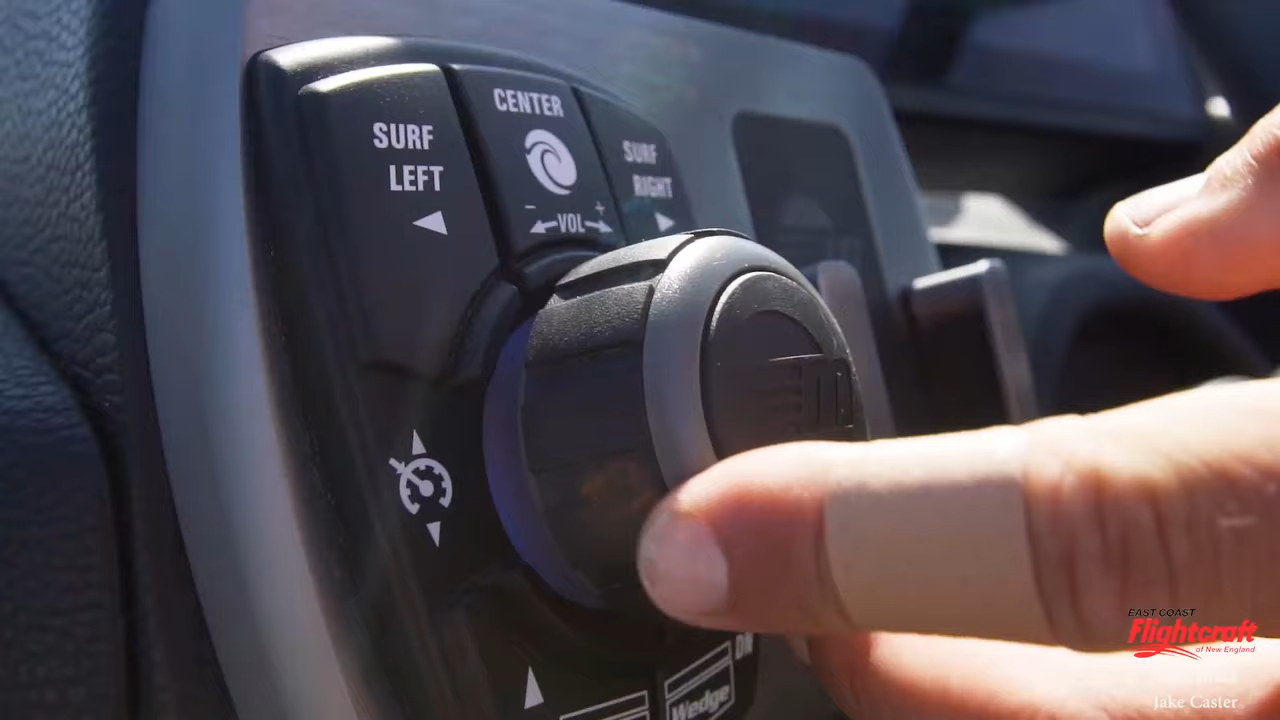 SURF
LEFT
CENTER
- +
VOL
SURF
RIGHT
ON
Wedge
EAST COAST
Flightcraft
of New England
Jake Caster